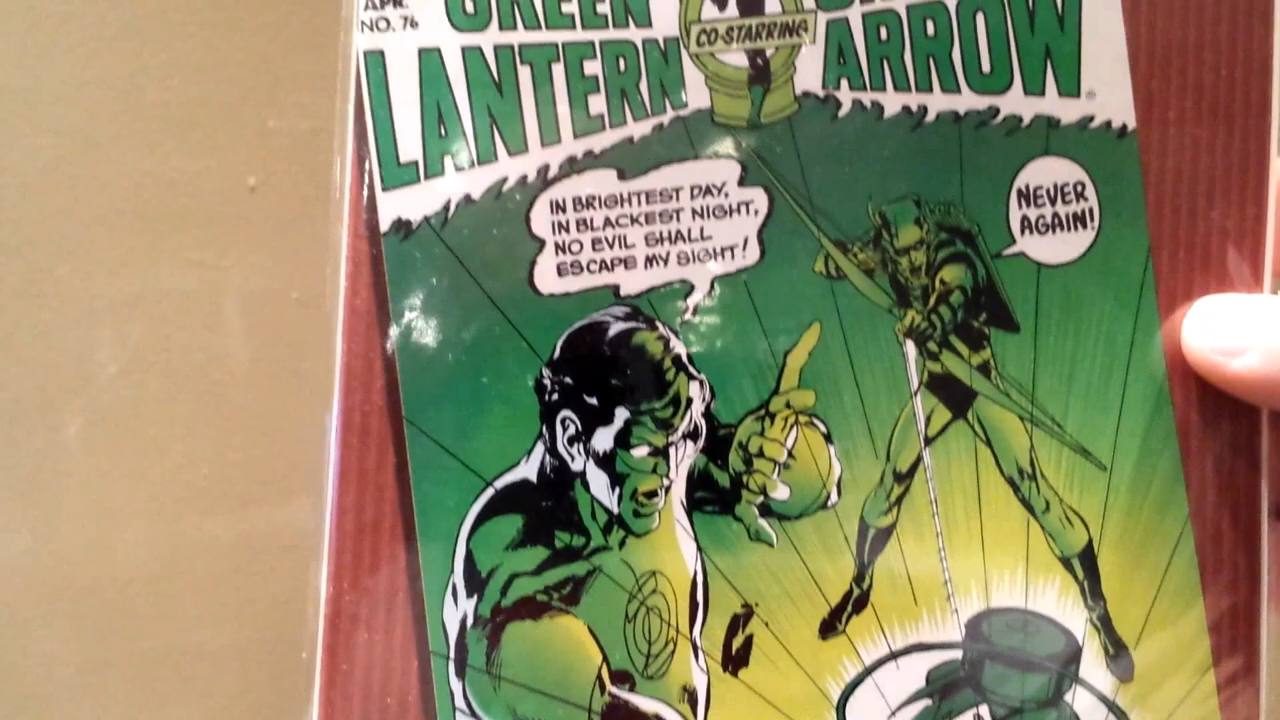 APR.
NO. 76
GREEN
LANTERN
CO-STARRING
ARROW
IN BRIGHTEST DAY,
IN BLACKEST NIGHT,
NO EVIL SHALL
ESCAPE MY SIGHT!
NEVER
AGAIN!